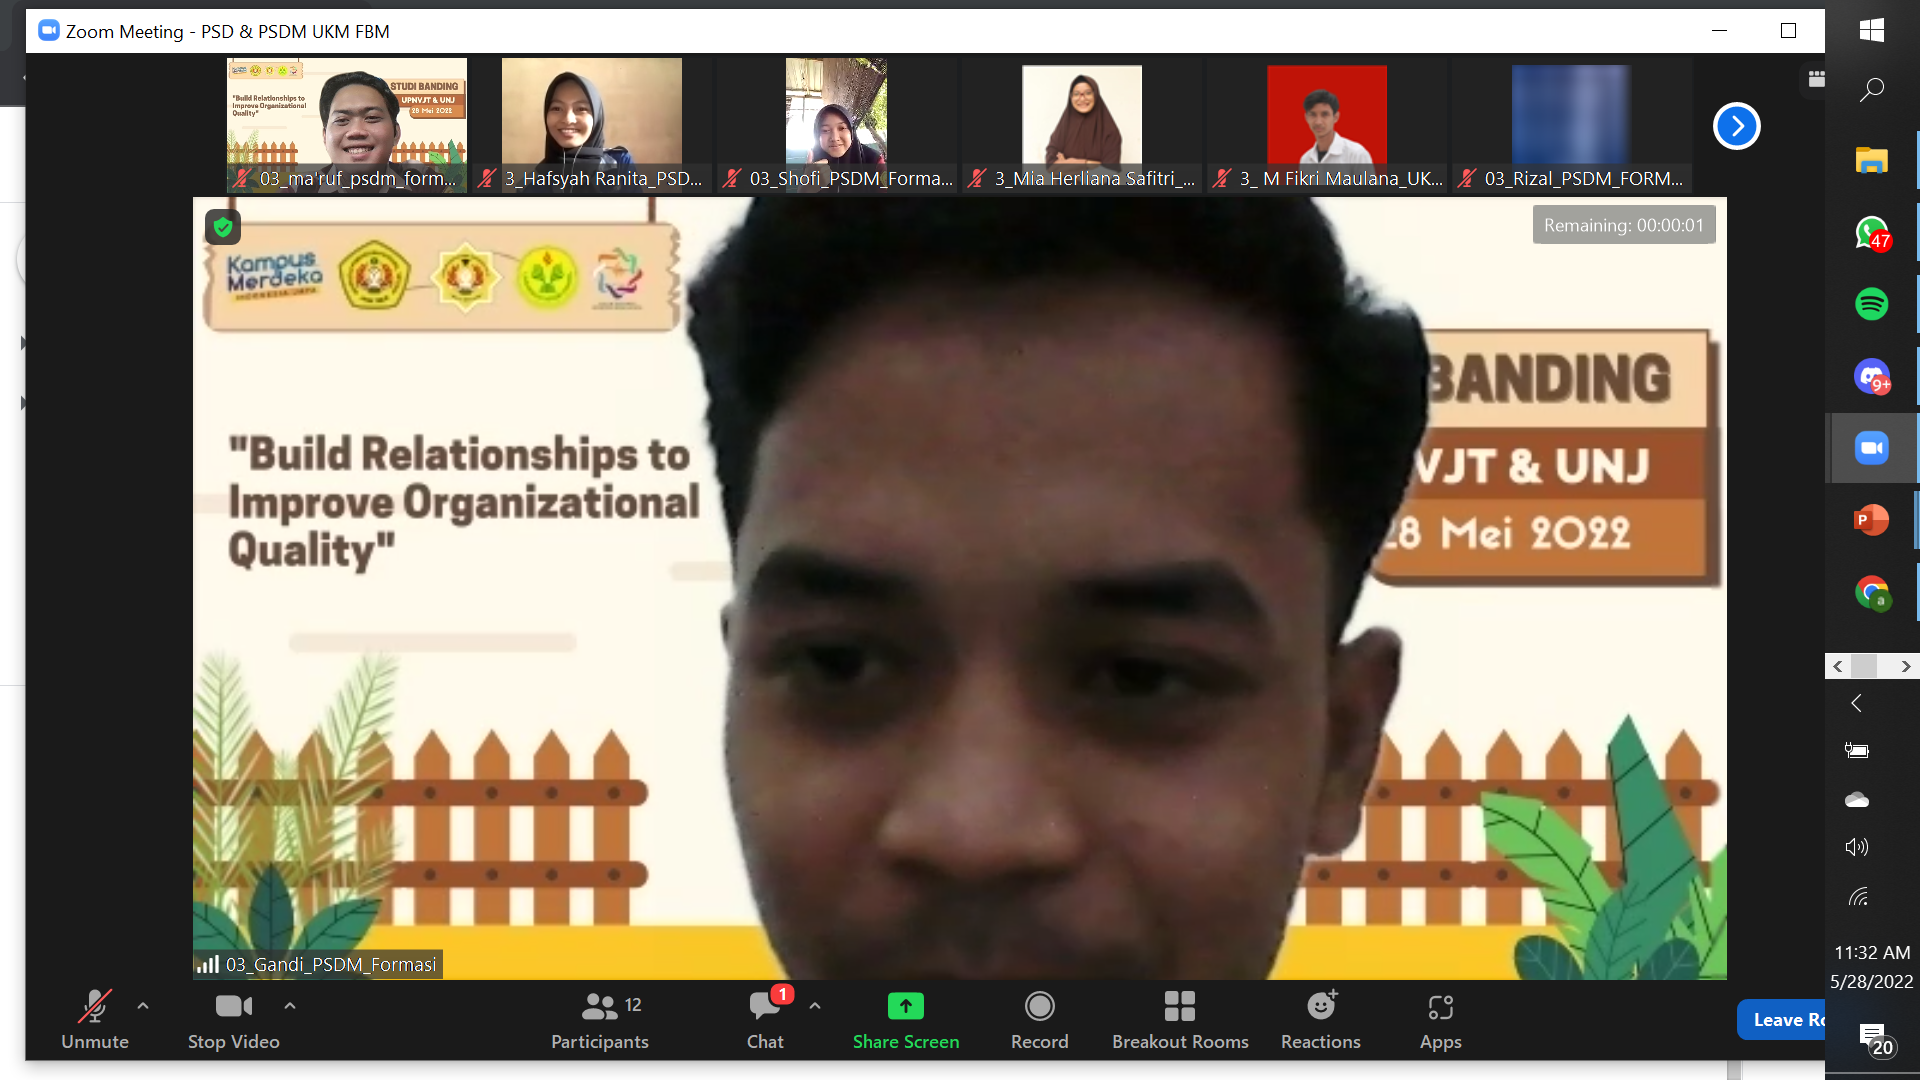 Zoom Meeting - PSD & PSDM UKM FBM
"Build Relationships to
Improve Organizational
Quality"
STUDI BANDING
UPNVJT & UNJ
28 Mei 2022
03_ma'ruf_psdm_form...
3_Hafsyah Ranita_PSD...
03_Shofi_PSDM_Forma...
3_Mia Herliana Safitri_...
3_ M Fikri Maulana_UK...
03_Rizal_PSDM_FORM...
Remaining: 00:00:01
Kampus
Merdeka
INDONESIA JAYA
"Build Relationships to
Improve Organizational
Quality"
BANDING
VJT & UNJ
28 Mei 2022
03_Gandi_PSDM_Formasi
Unmute
Stop Video
12
Participants
1
Chat
Share Screen
Record
Breakout Rooms
Reactions
Apps
Leave Ro
47
9+
P
a
11:32 AM
5/28/2022
20